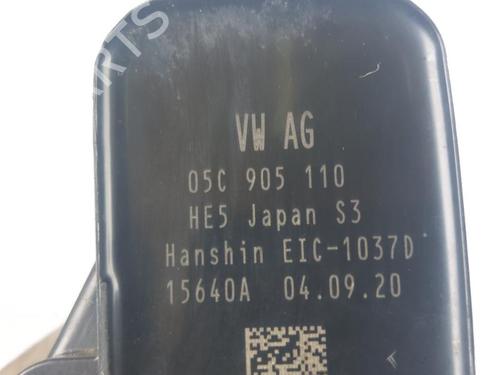 VW AG
05C 905 110
HE5 Japan S3
Hanshin EIC-1037D
15640A 04.09.20